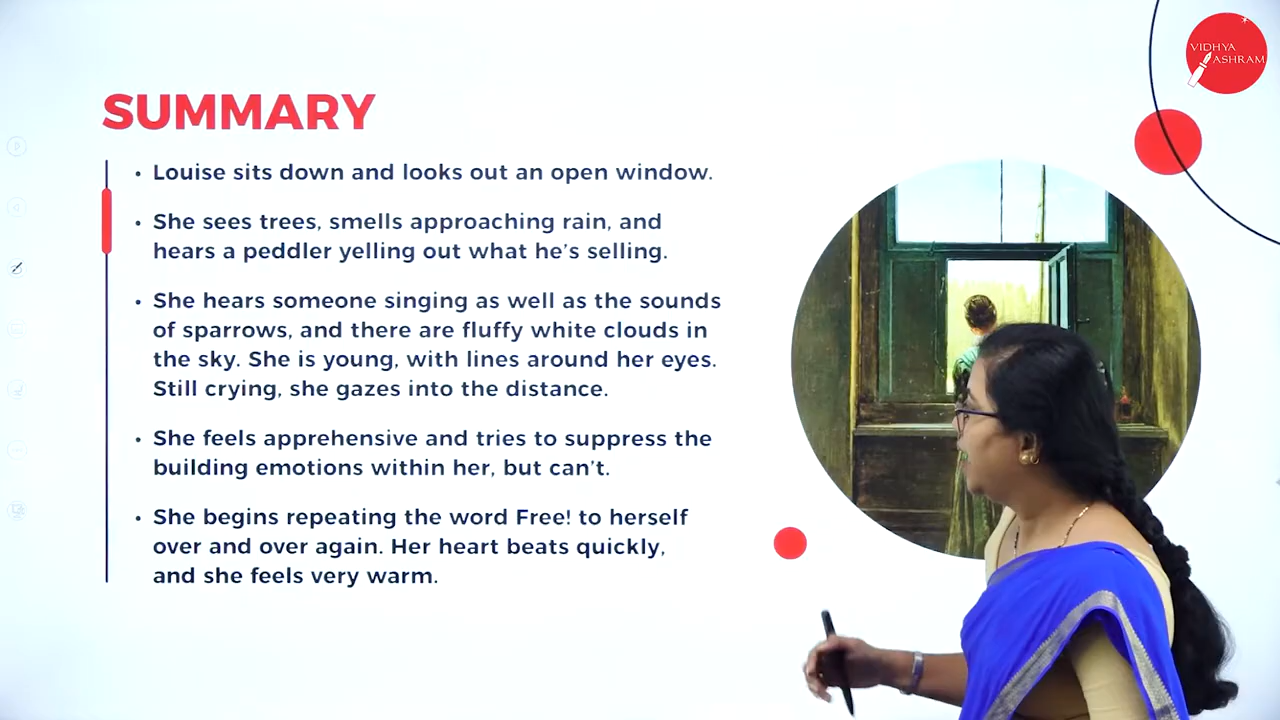 VIDHYA
ASHRAM
SUMMARY
• Louise sits down and looks out an open window.
• She sees trees, smells approaching rain, and
hears a peddler yelling out what he's selling.
• She hears someone singing as well as the sounds
of sparrows, and there are fluffy white clouds in
the sky. She is young, with lines around her eyes.
Still crying, she gazes into the distance.
• She feels apprehensive and tries to suppress the
building emotions within her, but can't.
• She begins repeating the word Free! to herself
over and over again. Her heart beats quickly,
and she feels very warm.